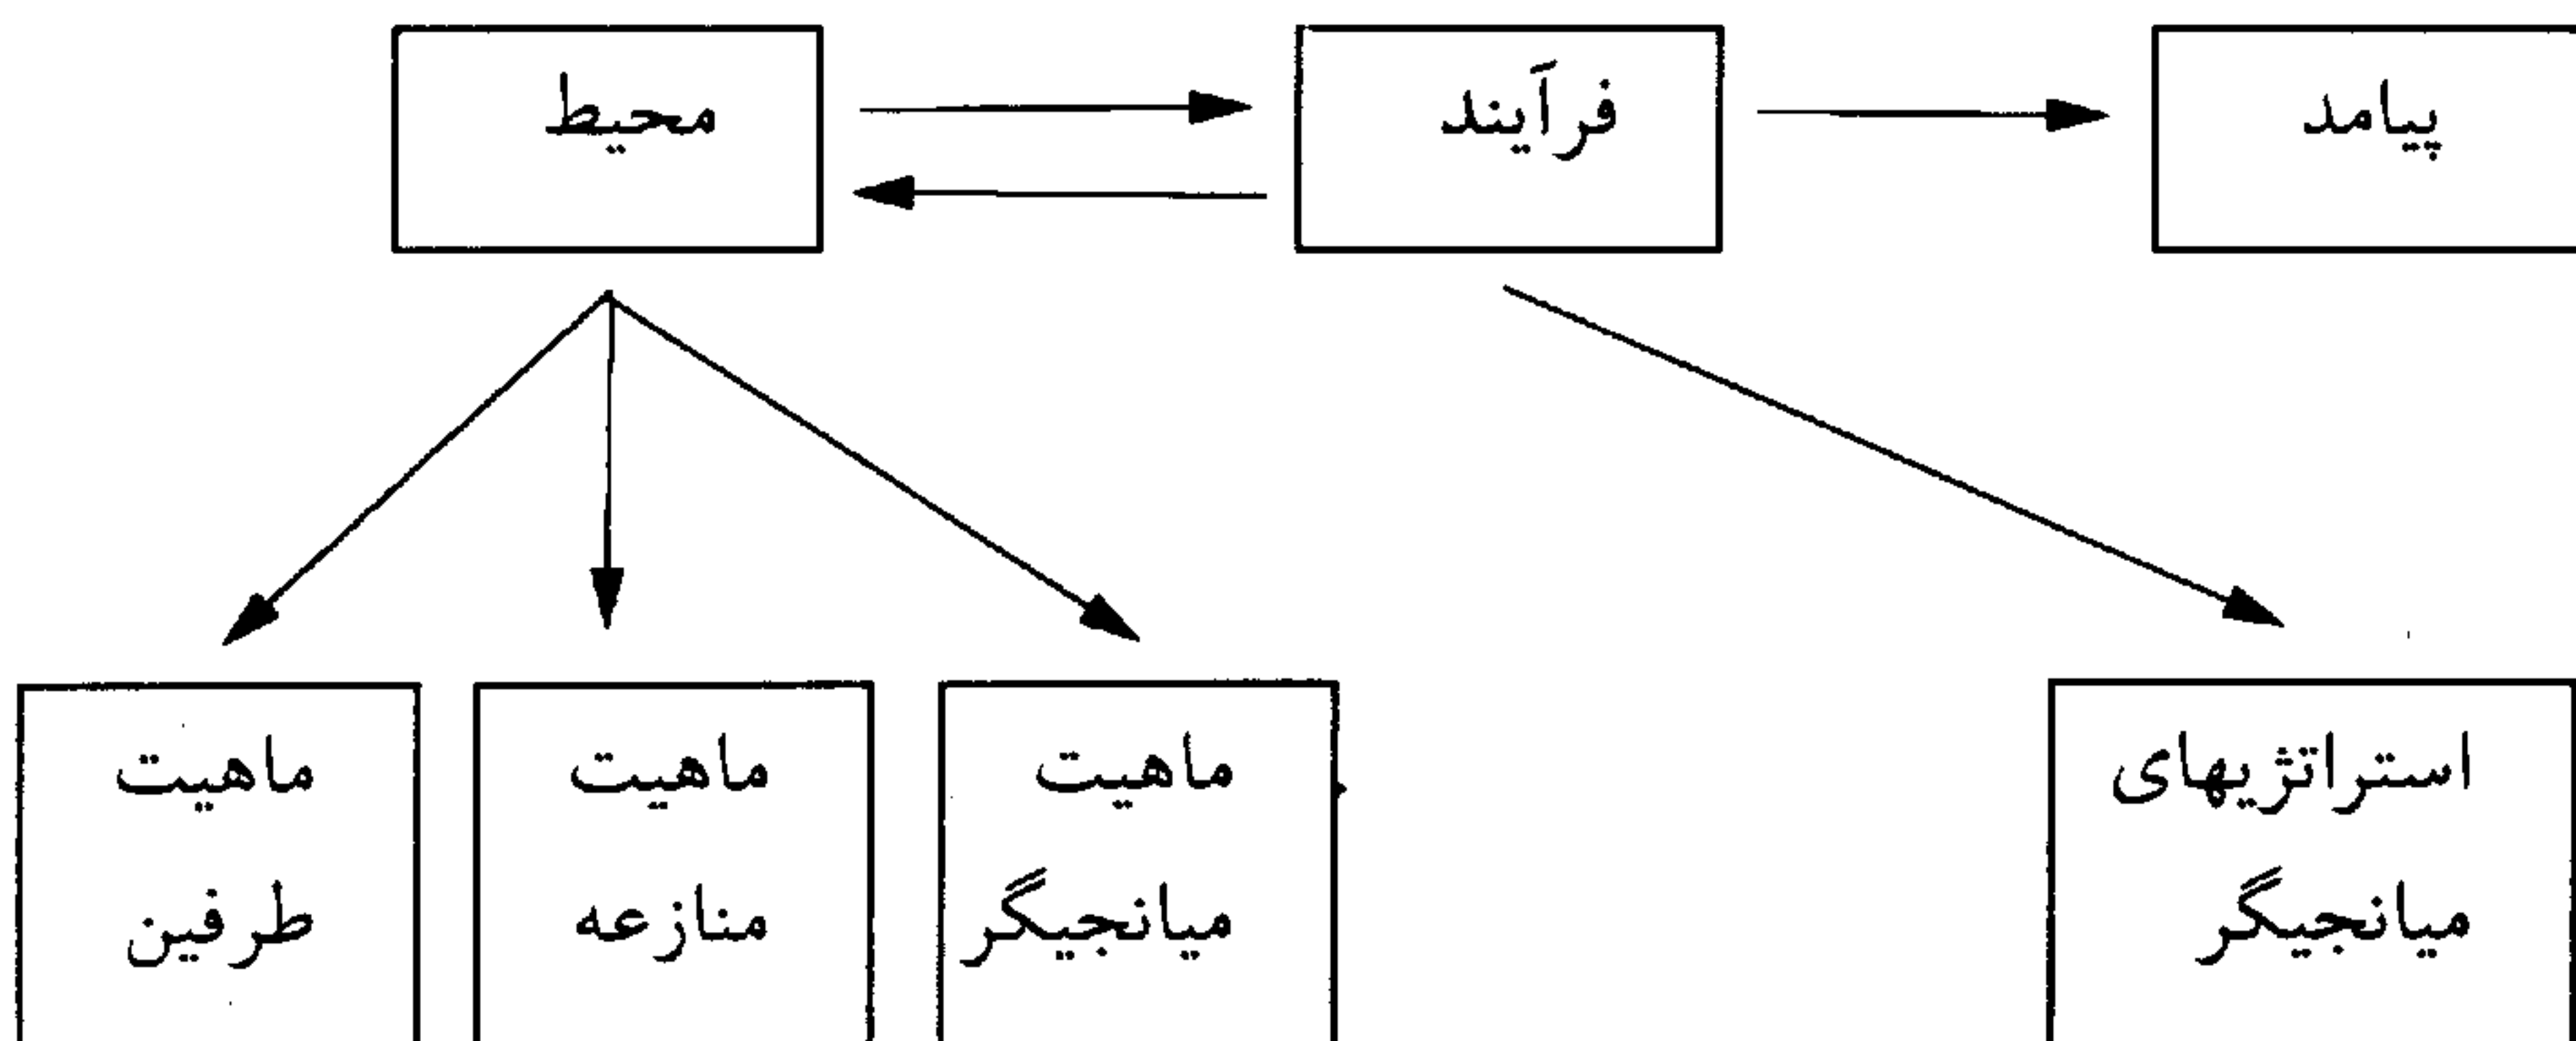 محیط
فرآیند
پیامد
ماهیت
طرفین
ماهیت
منازعه
ماهیت
میانجیگر
استراتژیهای
میانجیگر